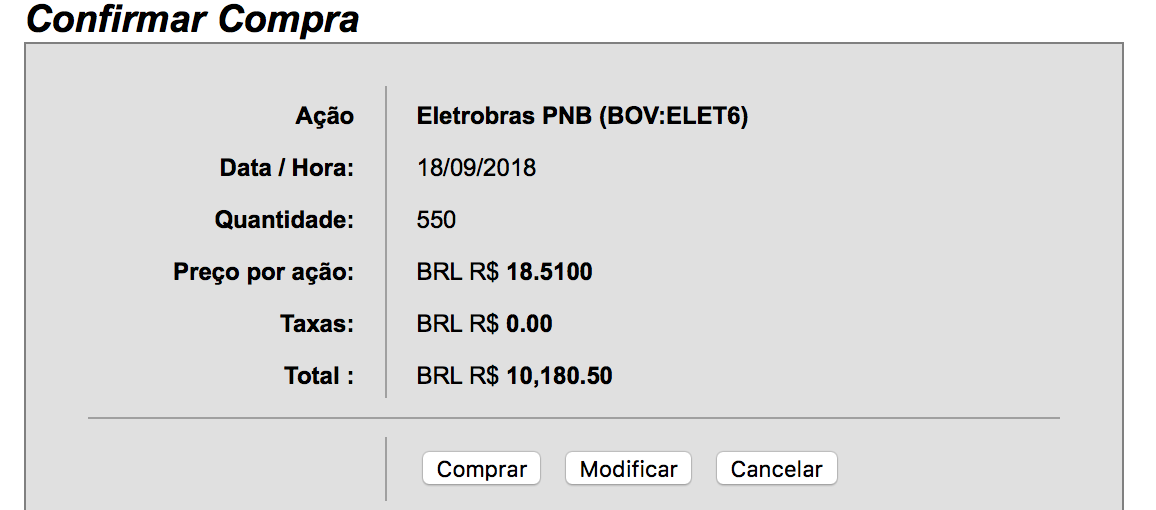 Confirmar Compra
Ação Eletrobras PNB (BOV:ELET6)
Data / Hora: 18/09/2018
Quantidade: 550
Preço por ação: BRL R$ 18.5100
Taxas: BRL R$ 0.00
Total : BRL R$ 10,180.50
Comprar Modificar Cancelar